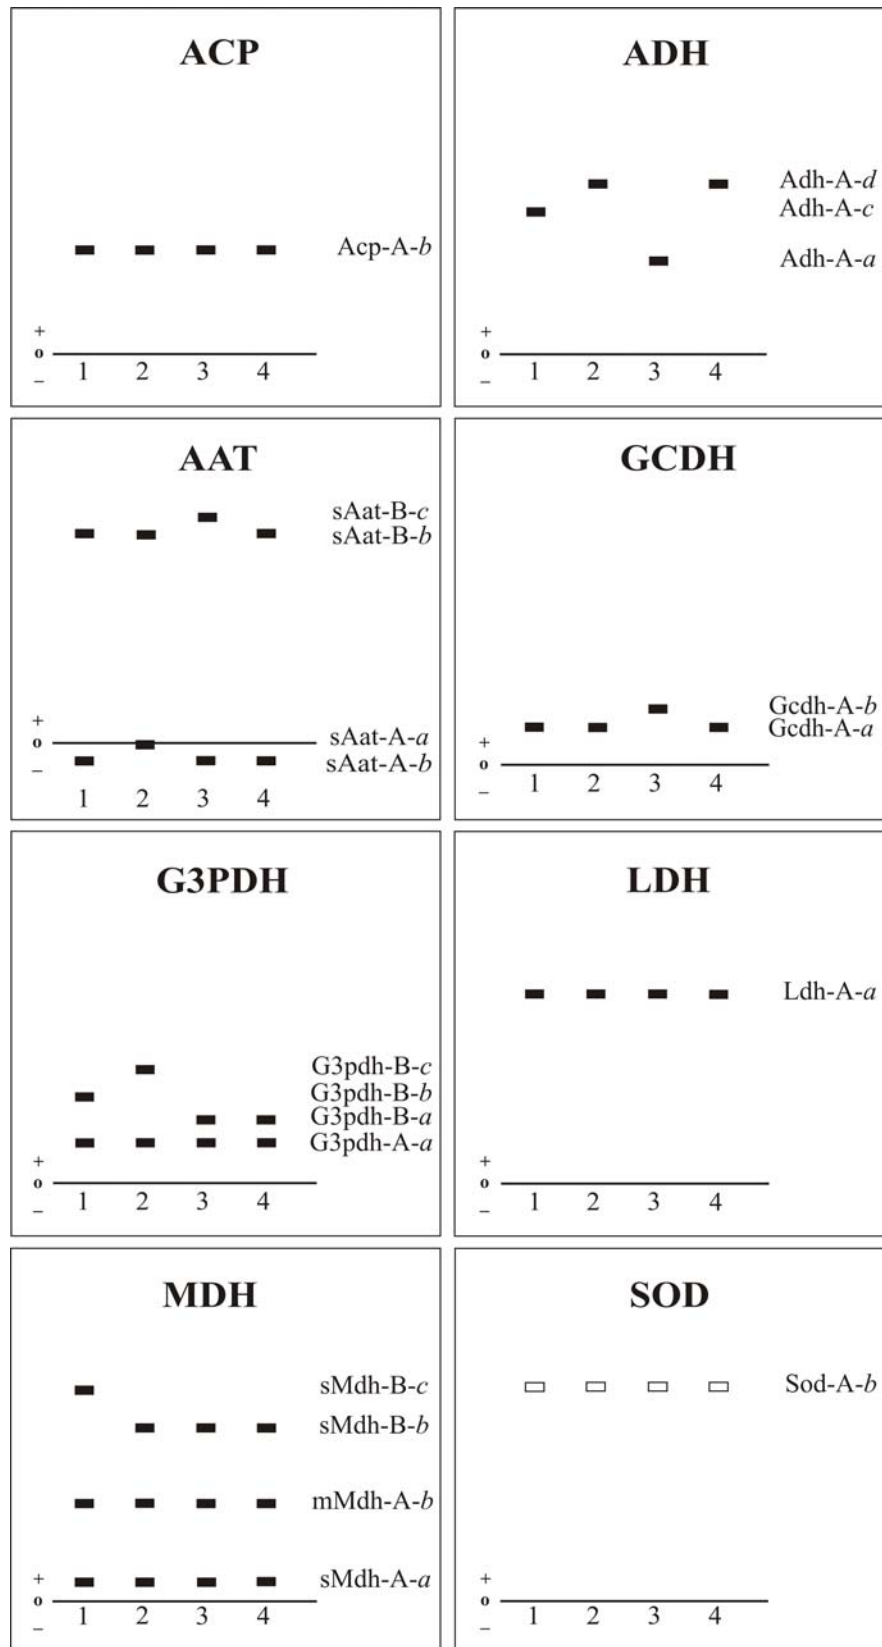 ACP
Acp-A-b
+
o
–
1 2 3 4
ADH
Adh-A-d
Adh-A-c
Adh-A-a
+
o
–
1 2 3 4
AAT
sAat-B-c
sAat-B-b
+
o
–
sAat-A-a
sAat-A-b
1 2 3 4
GCDH
Gcdh-A-b
Gcdh-A-a
+
o
–
1 2 3 4
G3PDH
G3pdh-B-c
G3pdh-B-b
G3pdh-B-a
G3pdh-A-a
+
o
–
1 2 3 4
LDH
Ldh-A-a
+
o
–
1 2 3 4
MDH
sMdh-B-c
sMdh-B-b
mMdh-A-b
sMdh-A-a
+
o
–
1 2 3 4
SOD
Sod-A-b
+
o
–
1 2 3 4